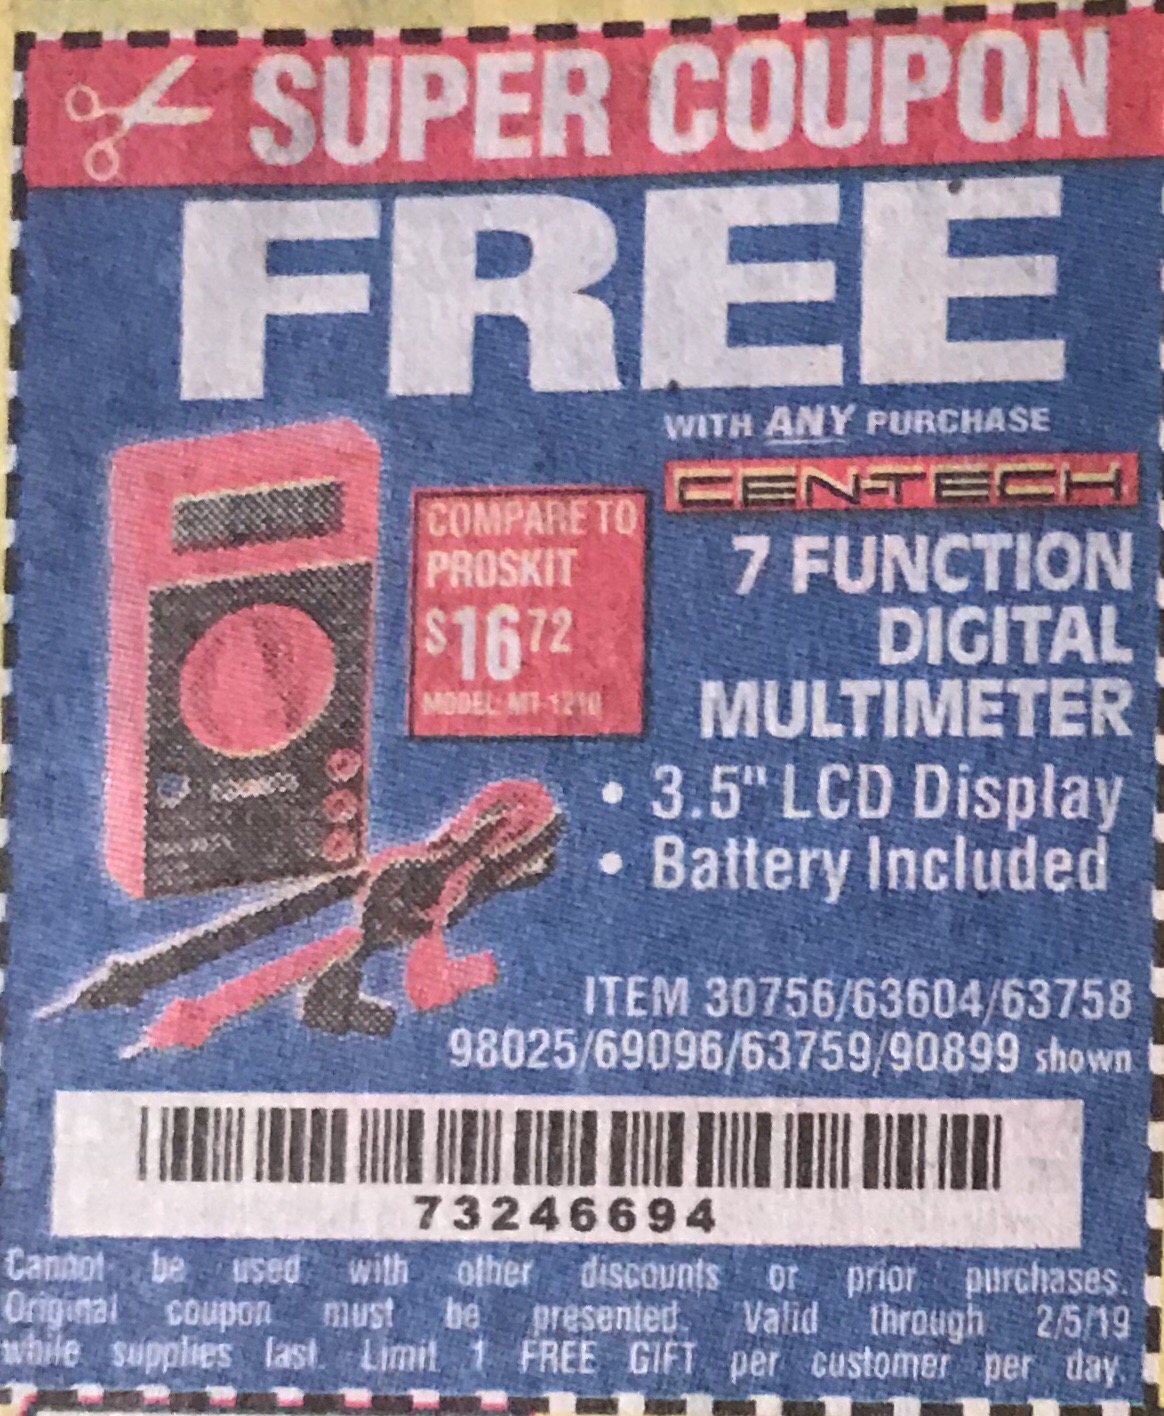 SUPER COUPON
FREE
WITH ANY PURCHASE
CEN-TECH
COMPARE TO
PROSKIT
$16 72
MODEL: MT-1210
7 FUNCTION
DIGITAL
MULTIMETER
• 3.5" LCD Display
• Battery Included
ITEM 30756/63604/63758
98025/69096/63759/90899 shown
73246694
Cannot be used with other discounts or prior purchases.
Original coupon must be presented. Valid through 2/5/19
while supplies last. Limit 1 FREE GIFT per customer per day.